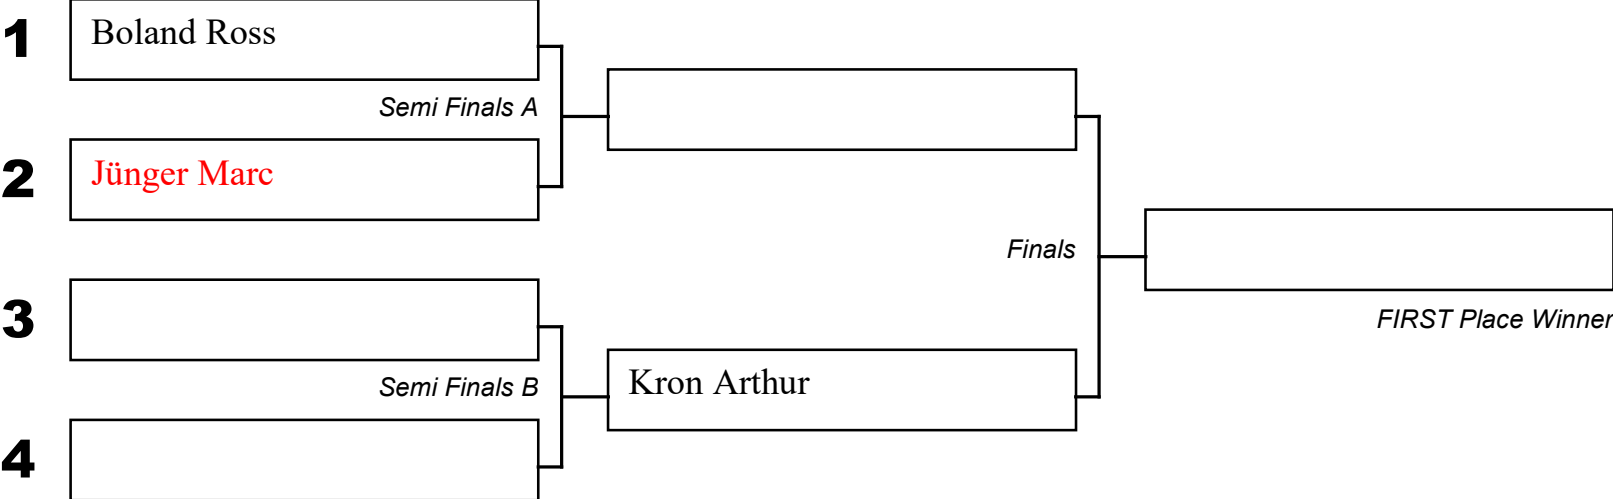 1
Boland Ross
Semi Finals A
2
Jünger Marc
Finals
3
FIRST Place Winner
Semi Finals B
Kron Arthur
4